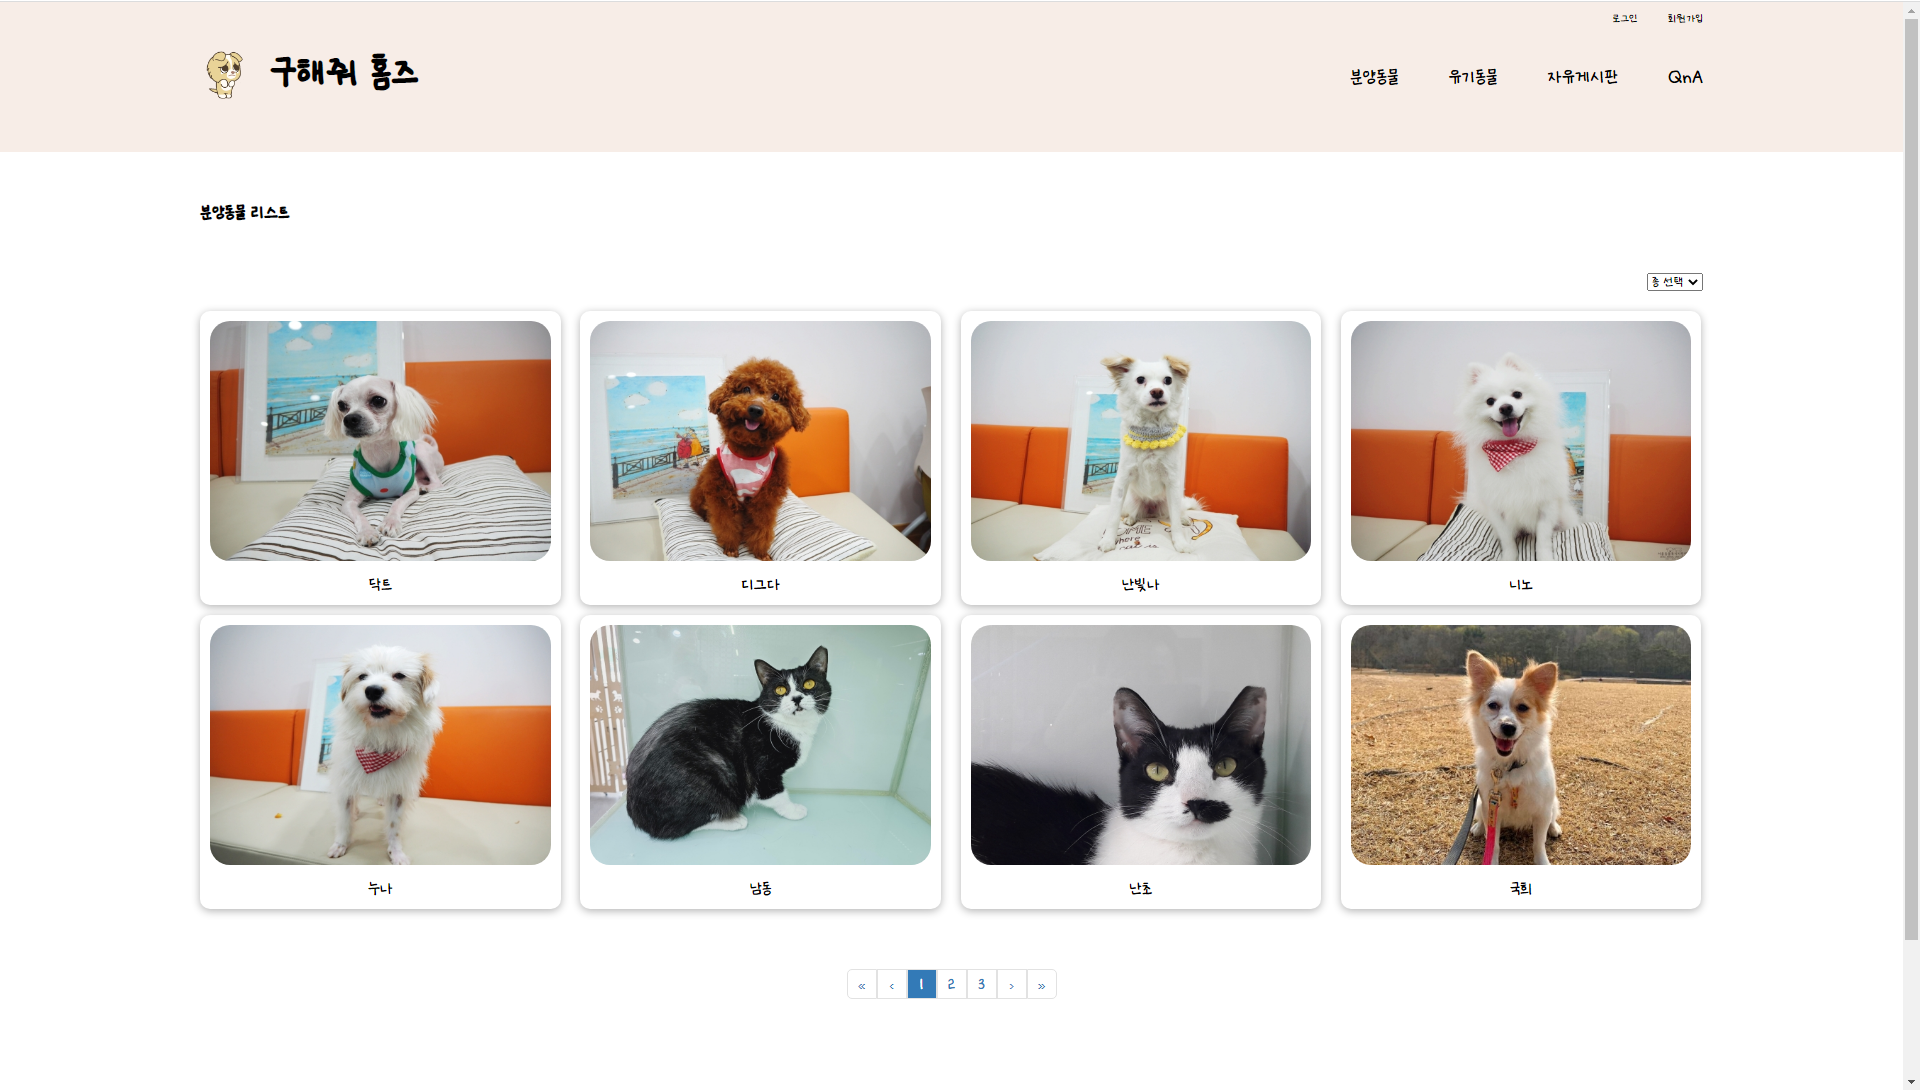 로그인 회원가입
구해줘 홈즈
분양동물 유기동물 자유게시판 QnA
분양동물 리스트
종 선택
닥트 디그다 난빛나 니노
누나 남동 난초 국희
« ‹ 1 2 3 › »